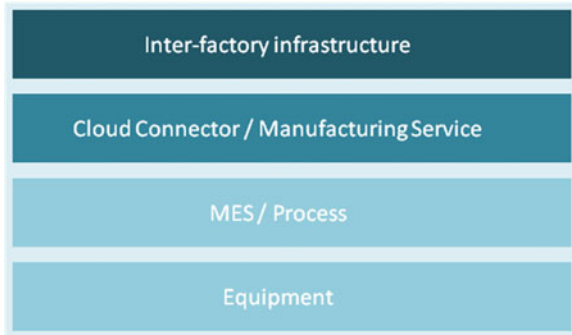 Inter-factory infrastructure
Cloud Connector / Manufacturing Service
MES / Process
Equipment